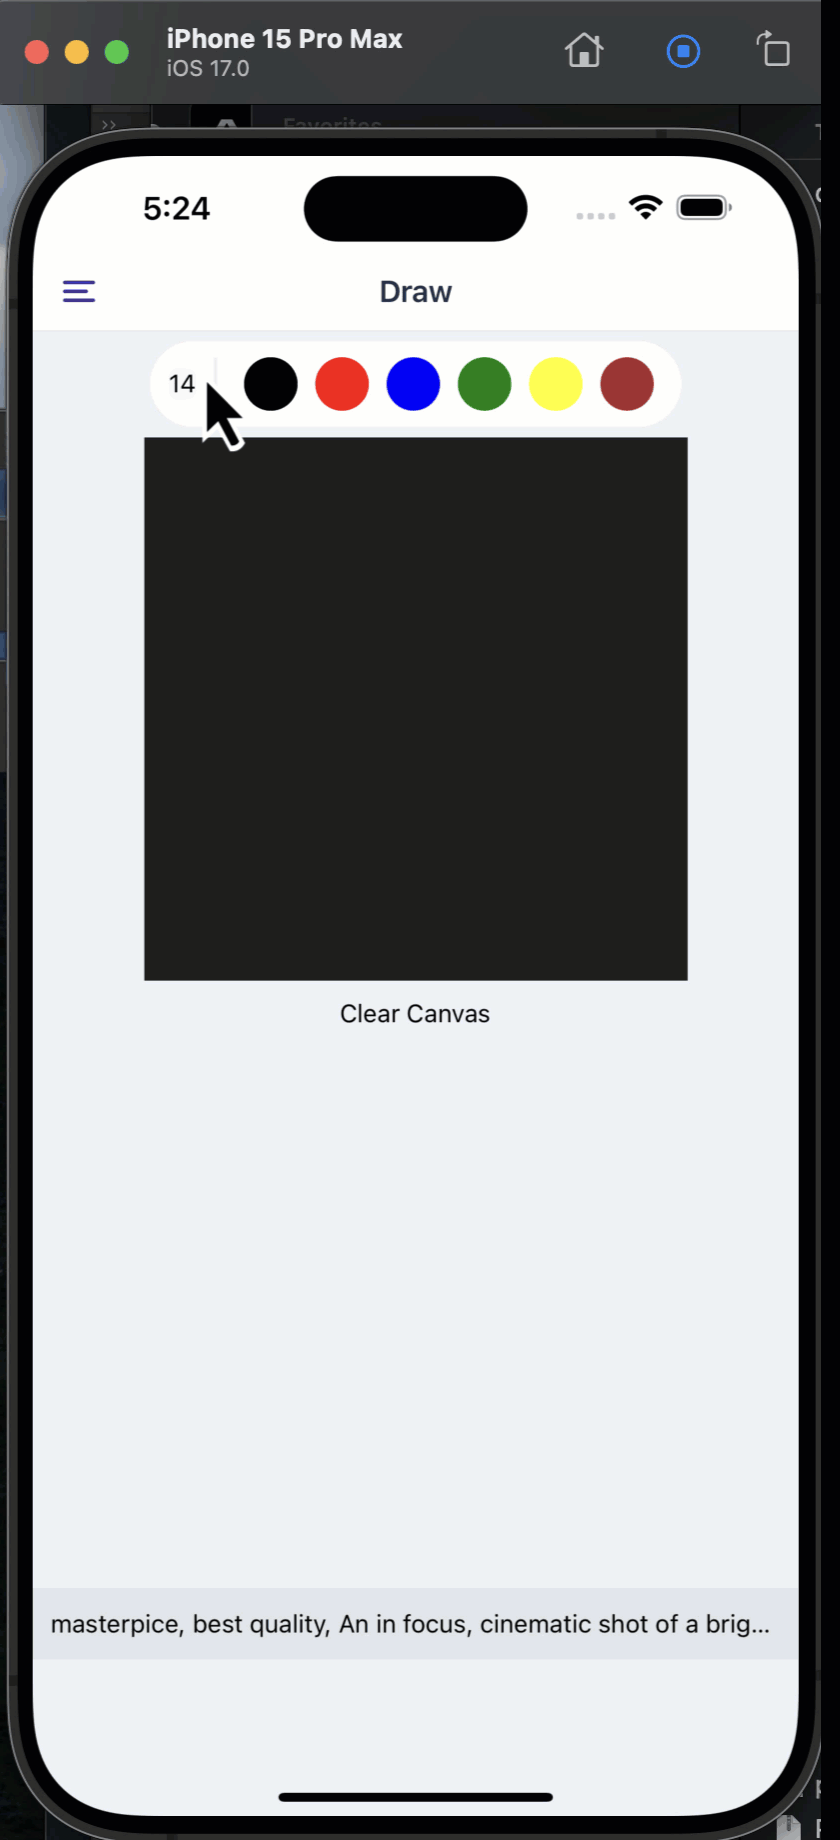 iPhone 15 Pro Max
iOS 17.0
Favorites
5:24
Draw
14
Clear Canvas
masterpice, best quality, An in focus, cinematic shot of a brig...